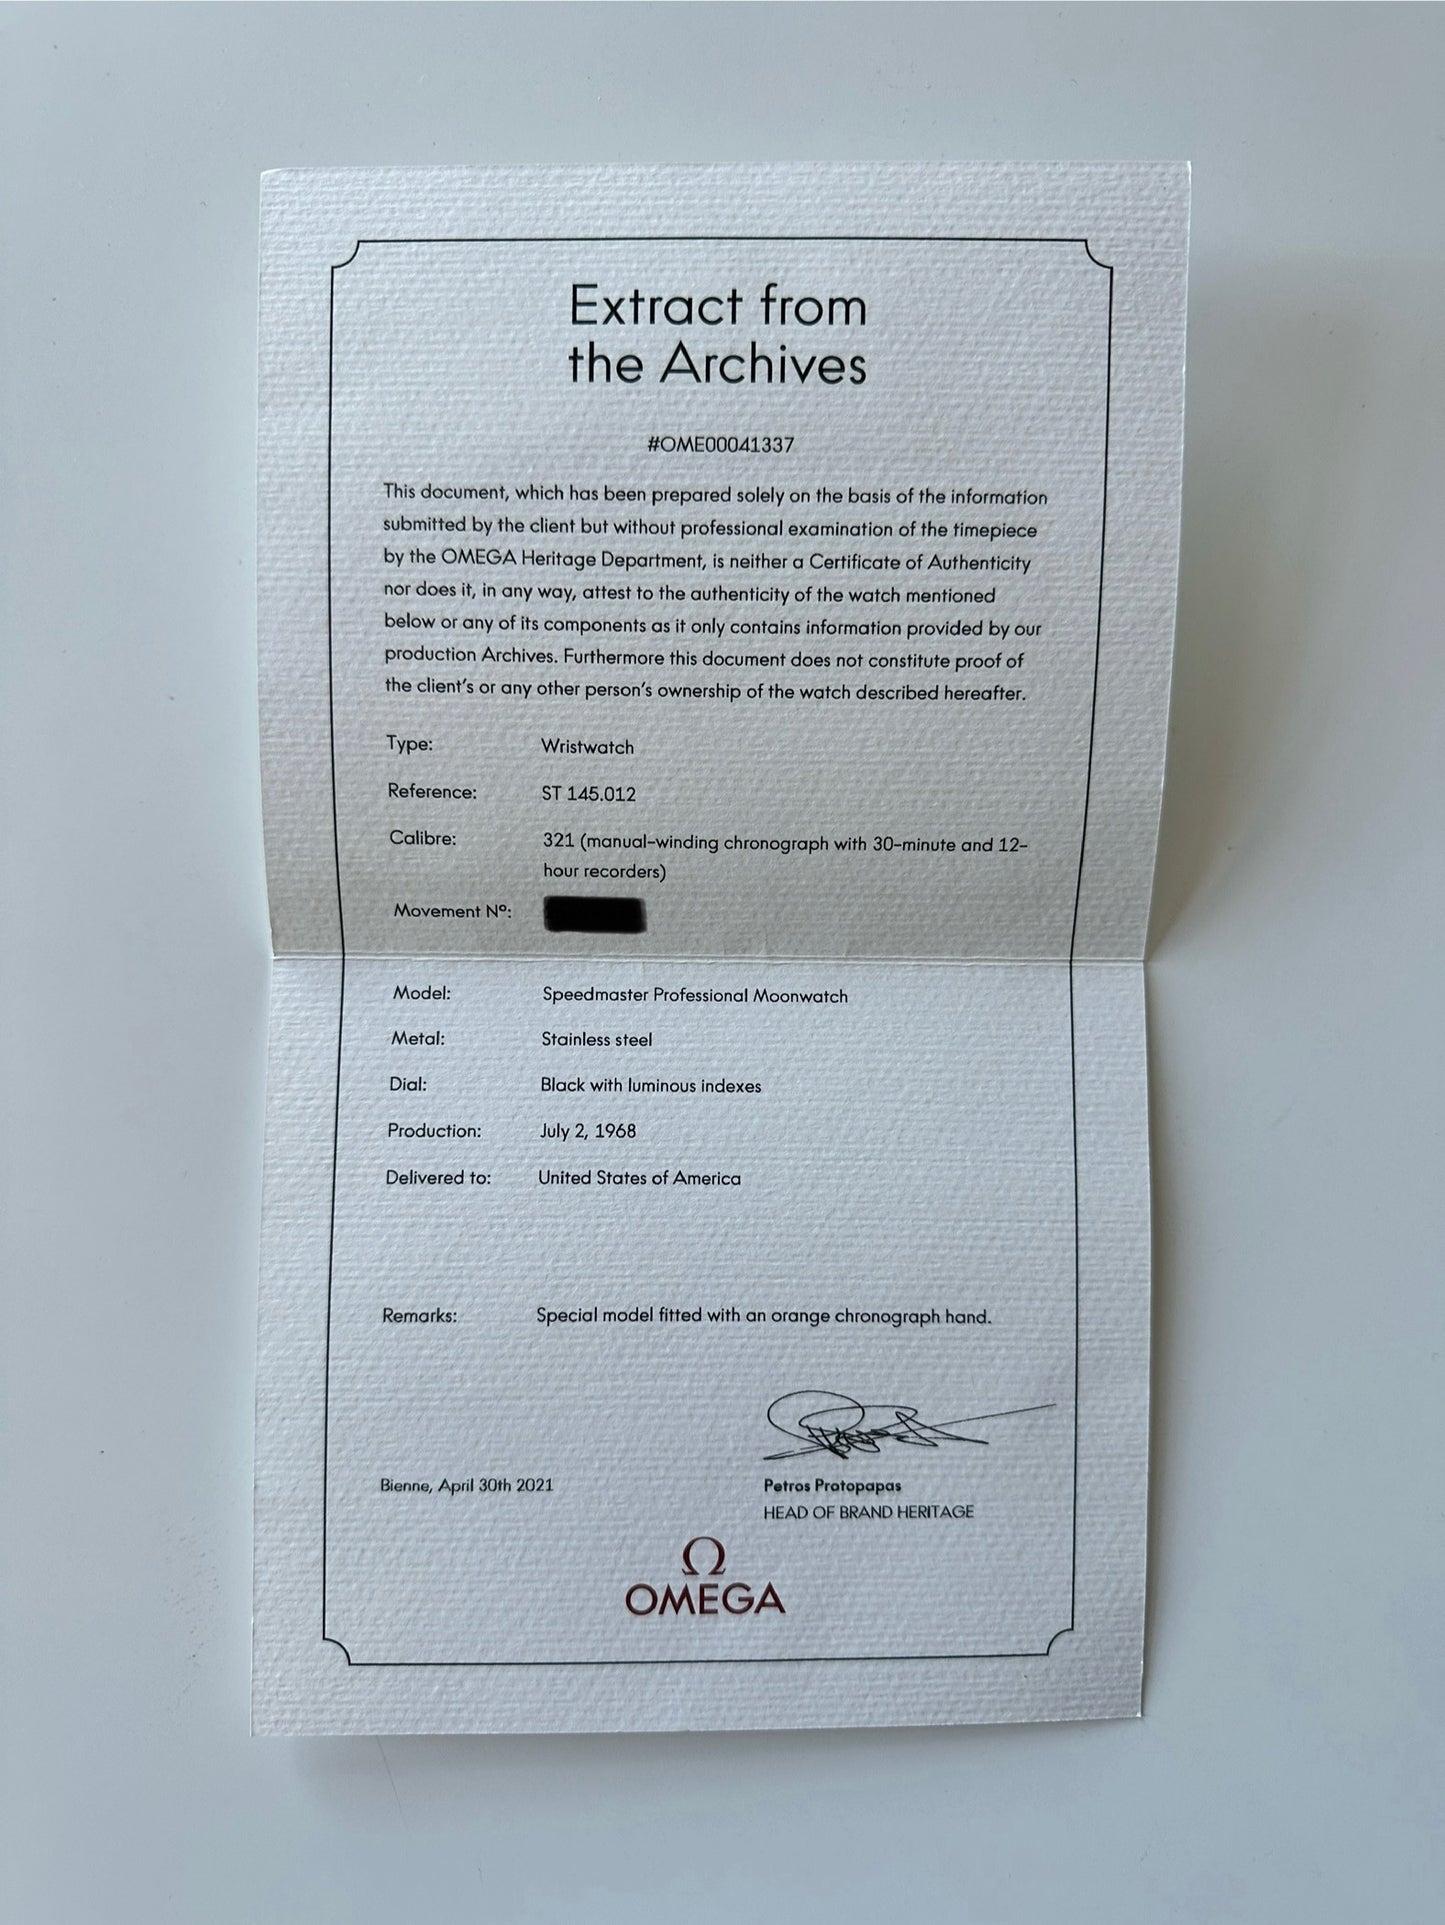 Extract from
the Archives
#OME00041337
This document, which has been prepared solely on the basis of the information
submitted by the client but without professional examination of the timepiece
by the OMEGA Heritage Department, is neither a Certificate of Authenticity
nor does it, in any way, attest to the authenticity of the watch mentioned
below or any of its components as it only contains information provided by our
production Archives. Furthermore this document does not constitute proof of
the client's or any other person's ownership of the watch described hereafter.
Type: Wristwatch
Reference: ST 145.012
Calibre: 321 (manual-winding chronograph with 30-minute and 12-
hour recorders)
Movement Nº:
Model: Speedmaster Professional Moonwatch
Metal: Stainless steel
Dial: Black with luminous indexes
Production: July 2, 1968
Delivered to: United States of America
Remarks: Special model fitted with an orange chronograph hand.
Bienne, April 30th 2021
Petros Protopapas
HEAD OF BRAND HERITAGE
Ω
OMEGA